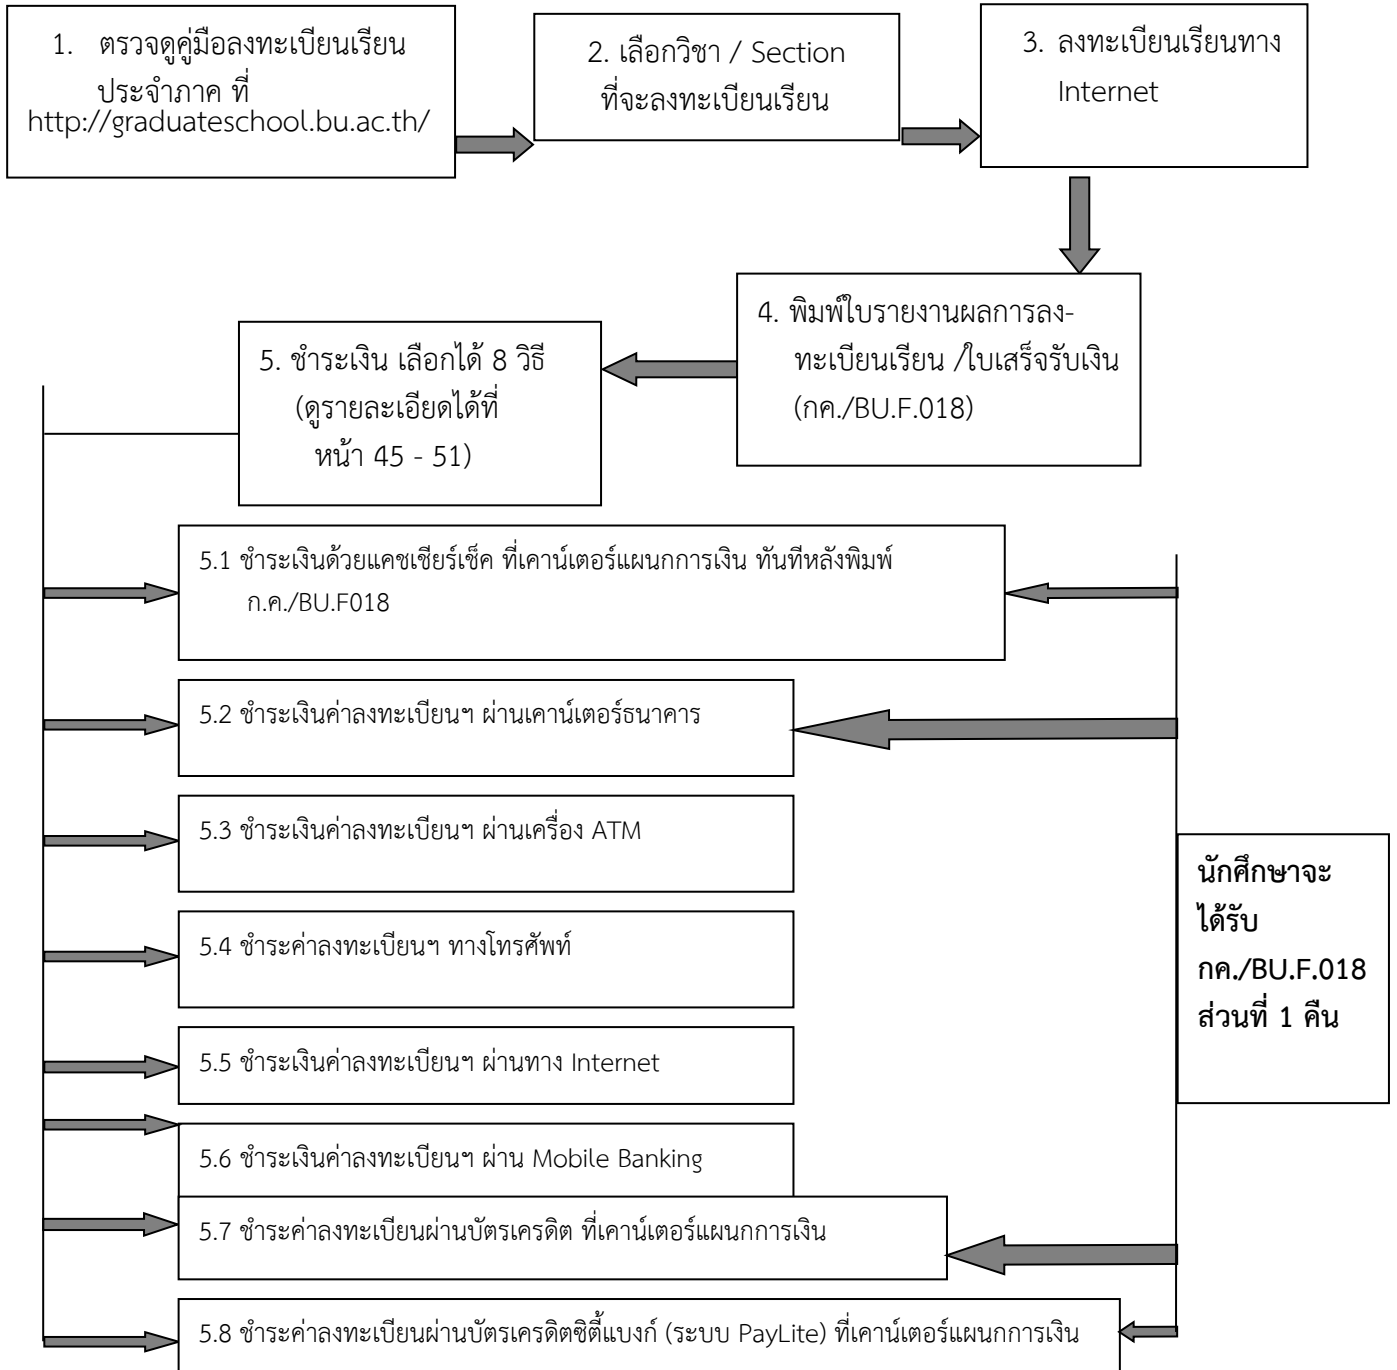 1. ตรวจดูคู่มือลงทะเบียนเรียน
ประจำภาค ที่
http://graduateschool.bu.ac.th/
2. เลือกวิชา / Section
ที่จะลงทะเบียนเรียน
3. ลงทะเบียนเรียนทาง
Internet
4. พิมพ์ใบรายงานผลการลง-
ทะเบียนเรียน /ใบเสร็จรับเงิน
(กค./BU.F.018)
5. ชำระเงิน เลือกได้ 8 วิธี
(ดูรายละเอียดได้ที่
หน้า 45 - 51)
5.1 ชำระเงินด้วยแคชเชียร์เช็ค ที่เคาน์เตอร์แผนกการเงิน ทันทีหลังพิมพ์
ก.ค./BU.F018
5.2 ชำระเงินค่าลงทะเบียนฯ ผ่านเคาน์เตอร์ธนาคาร
5.3 ชำระเงินค่าลงทะเบียนฯ ผ่านเครื่อง ATM
5.4 ชำระค่าลงทะเบียนฯ ทางโทรศัพท์
5.5 ชำระเงินค่าลงทะเบียนฯ ผ่านทาง Internet
5.6 ชำระเงินค่าลงทะเบียนฯ ผ่าน Mobile Banking
5.7 ชำระค่าลงทะเบียนผ่านบัตรเครดิต ที่เคาน์เตอร์แผนกการเงิน
5.8 ชำระค่าลงทะเบียนผ่านบัตรเครดิตซิตี้แบงก์ (ระบบ PayLite) ที่เคาน์เตอร์แผนกการเงิน
นักศึกษาจะ
ได้รับ
กค./BU.F.018
ส่วนที่ 1 คืน